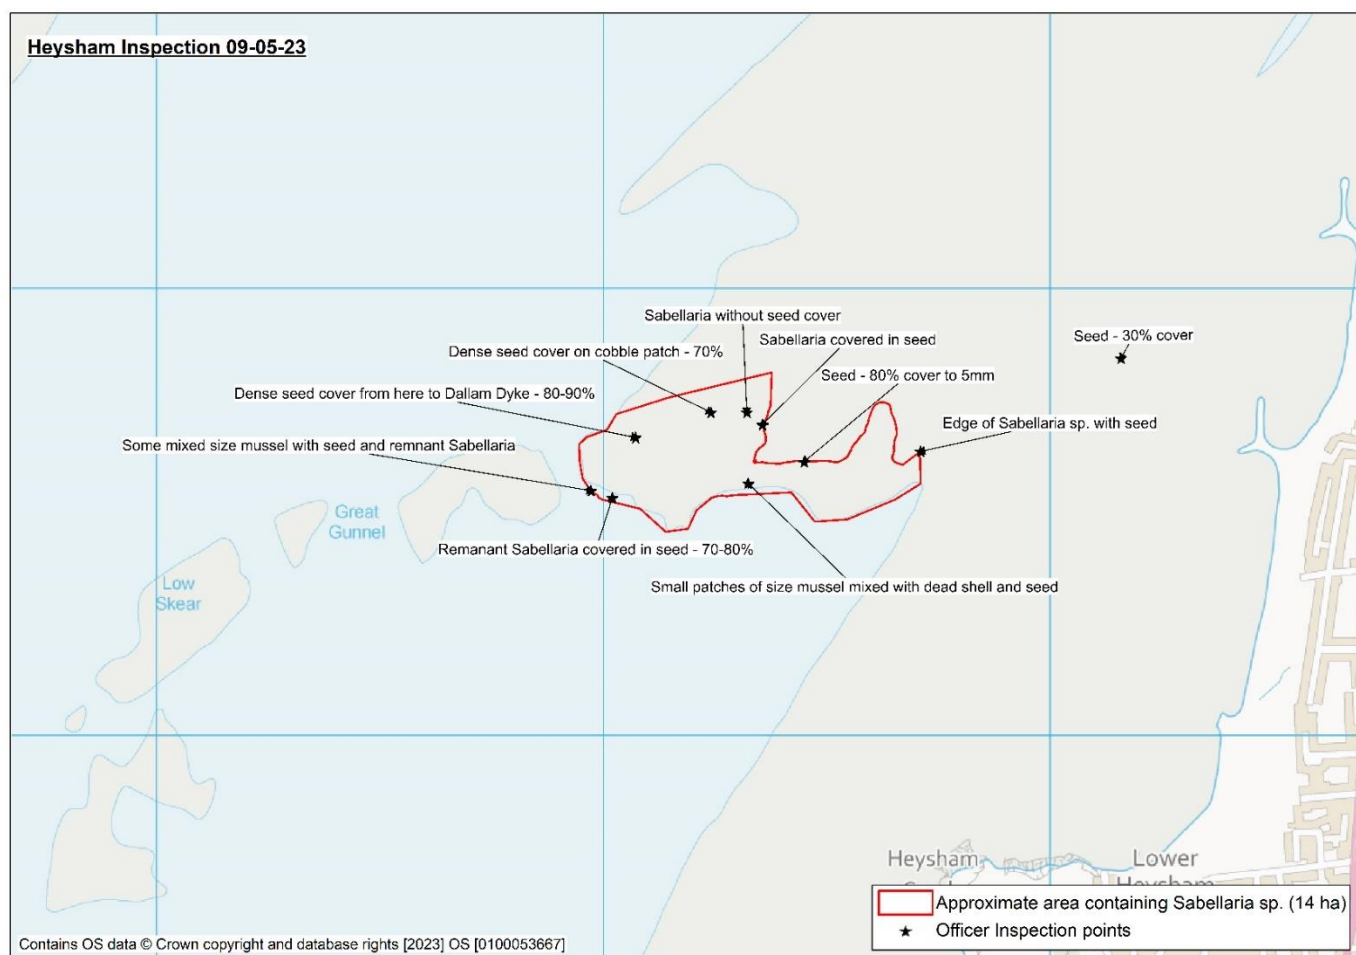 Heysham Inspection 09-05-23
Sabellaria without seed cover
Sabellaria covered in seed
Seed - 30% cover
Dense seed cover on cobble patch - 70%
Seed - 80% cover to 5mm
Dense seed cover from here to Dallam Dyke - 80-90%
Edge of Sabellaria sp. with seed
Some mixed size mussel with seed and remnant Sabellaria
Great
Gunnel
Remanant Sabellaria covered in seed - 70-80%
Low
Skear
Small patches of size mussel mixed with dead shell and seed
Heysham
Lower
Heysham
Approximate area containing Sabellaria sp. (14 ha)
Officer Inspection points
Contains OS data © Crown copyright and database rights [2023] OS [0100053667]